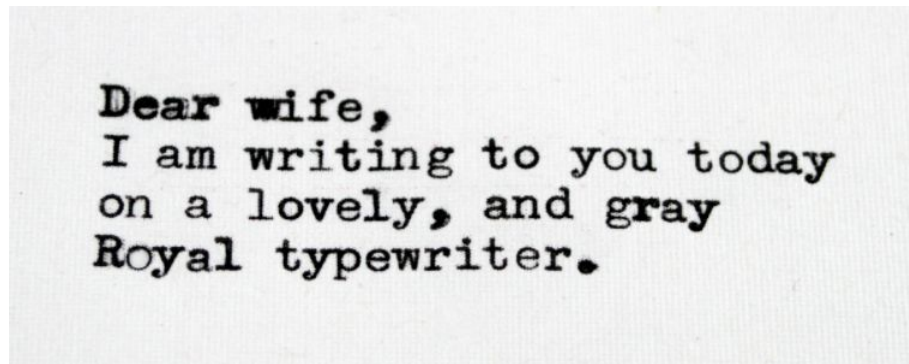 Dear wife,
I am writing to you today
on a lovely, and gray
Royal typewriter.